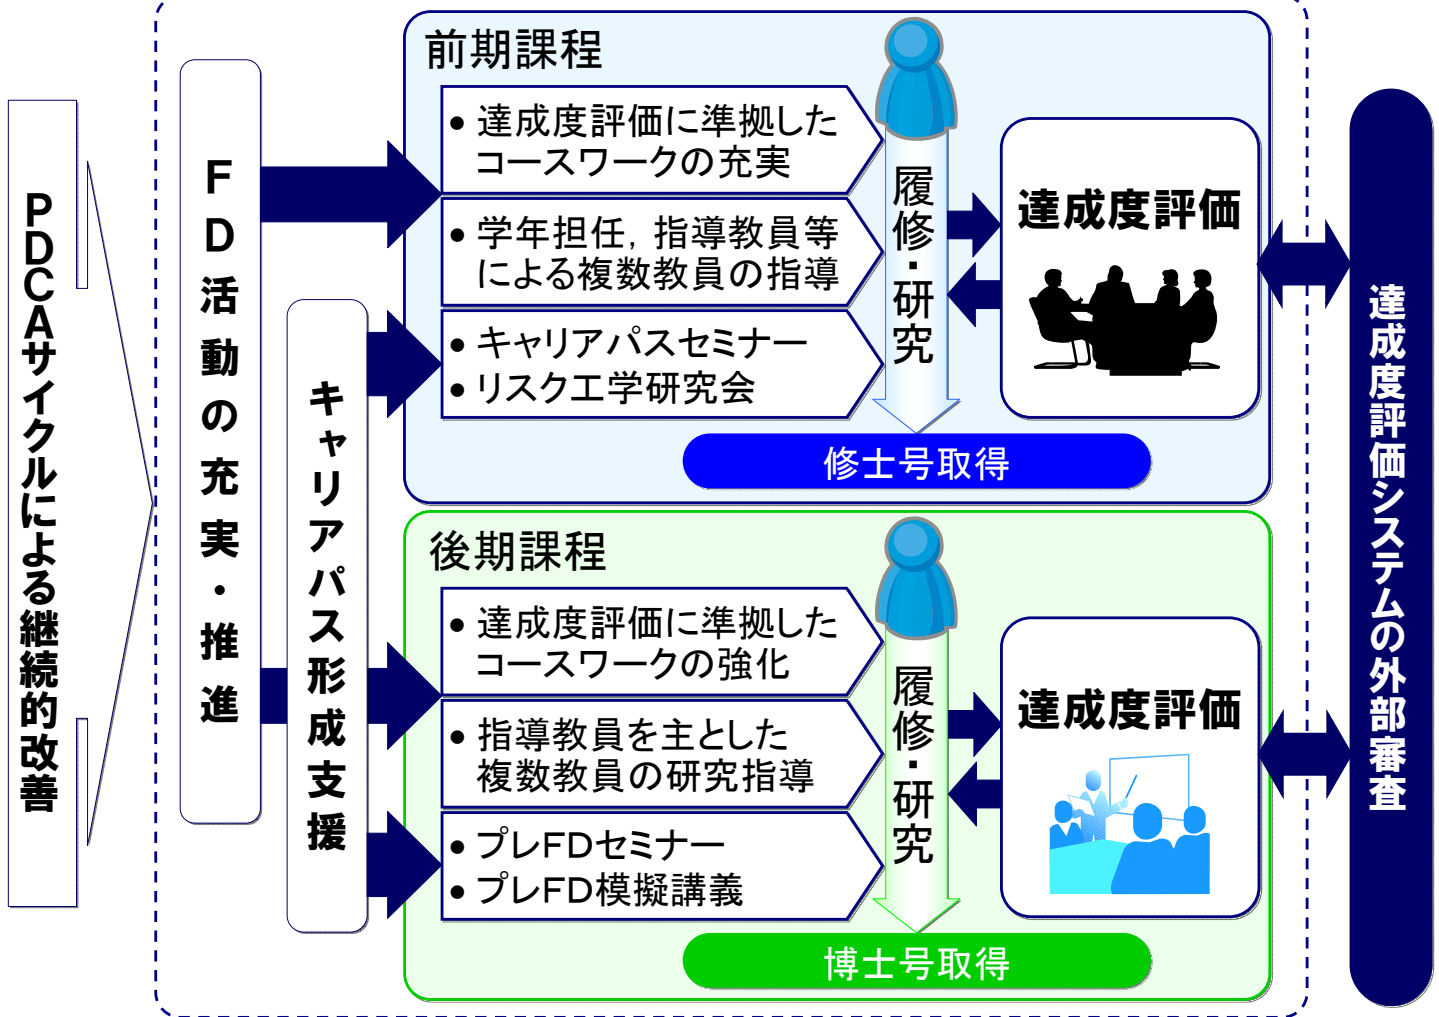 PDCAサイクルによる継続的改善
FD活動の充実・推進
キャリアパス形成支援
前期課程
• 達成度評価に準拠した
コースワークの充実
• 学年担任，指導教員等
による複数教員の指導
• キャリアパスセミナー
• リスク工学研究会
履修・研究
達成度評価
修士号取得
後期課程
• 達成度評価に準拠した
コースワークの強化
• 指導教員を主とした
複数教員の研究指導
• プレFDセミナー
• プレFD模擬講義
履修・研究
達成度評価
博士号取得
達成度評価システムの外部審査